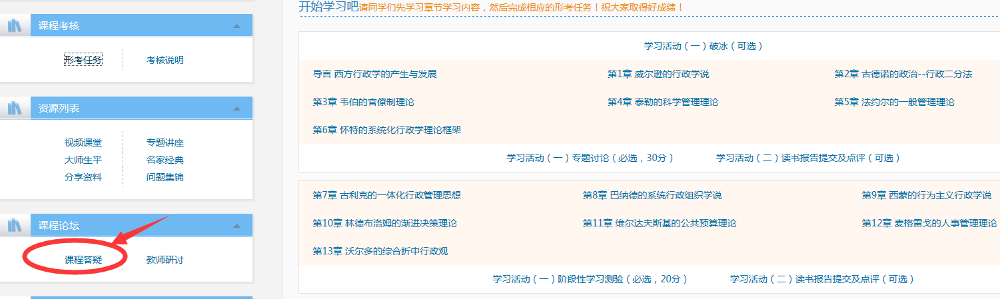 课程考核
形考任务
考核说明
资源列表
视频课堂
专题讲座
大师生平
名家经典
分享资料
问题集锦
课程论坛
课程答疑
教师研讨
开始学习吧请同学们先学习章节学习内容，然后完成相应的形考任务！祝大家取得好成绩！
学习活动（一）破冰（可选）
导言 西方行政学的产生与发展
第1章 威尔逊的行政学说
第2章 古德诺的政治--行政二分法
第3章 韦伯的官僚制理论
第4章 泰勒的科学管理理论
第5章 法约尔的一般管理理论
第6章 怀特的系统化行政学理论框架
学习活动（一）专题讨论（必选，30分）
学习活动（二）读书报告提交及点评（可选）
第7章 古利克的一体化行政管理思想
第8章 巴纳德的系统行政组织学说
第9章 西蒙的行为主义行政学说
第10章 林德布洛姆的渐进决策理论
第11章 维尔达夫斯基的公共预算理论
第12章 麦格雷戈的人事管理理论
第13章 沃尔多的综合折中行政观
学习活动（一）阶段性学习测验（必选，20分）
学习活动（二）读书报告提交及点评（可选）